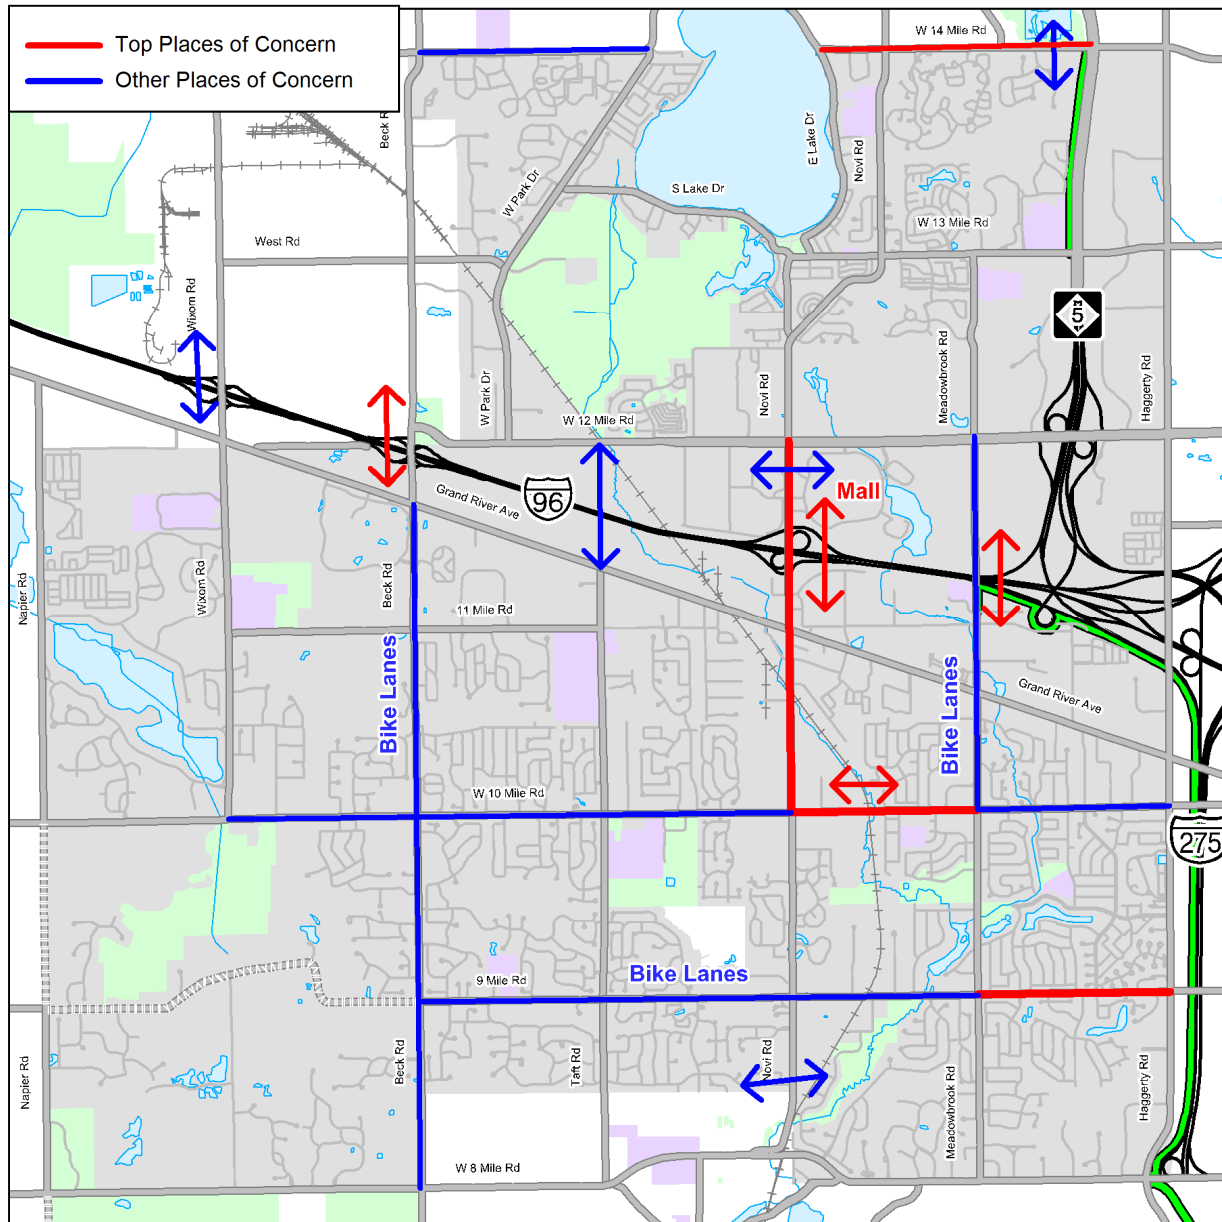 Top Places of Concern
Other Places of Concern
W 14 Mile Rd
Beck R
E Lake Dr
Novi Rd
W Park Dr
S Lake Dr
W 13 Mile Rd
West Rd
Wixom Rd
M
5
Meadowbrook Rd
Haggerty Rd
W Park Dr
Novi Rd
W 12 Mile Rd
Mall
Grand River Ave
96
Napier Rd
Wixom Rd
Beck Rd
11 Mile Rd
Bike Lanes
Bike Lanes
Grand River Ave
W 10 Mile Rd
275
Bike Lanes
9 Mile Rd
Napier Rd
Beck Rd
Taft Rd
Novi Rd
Meadowbrook Rd
Haggerty Rd
W 8 Mile Rd